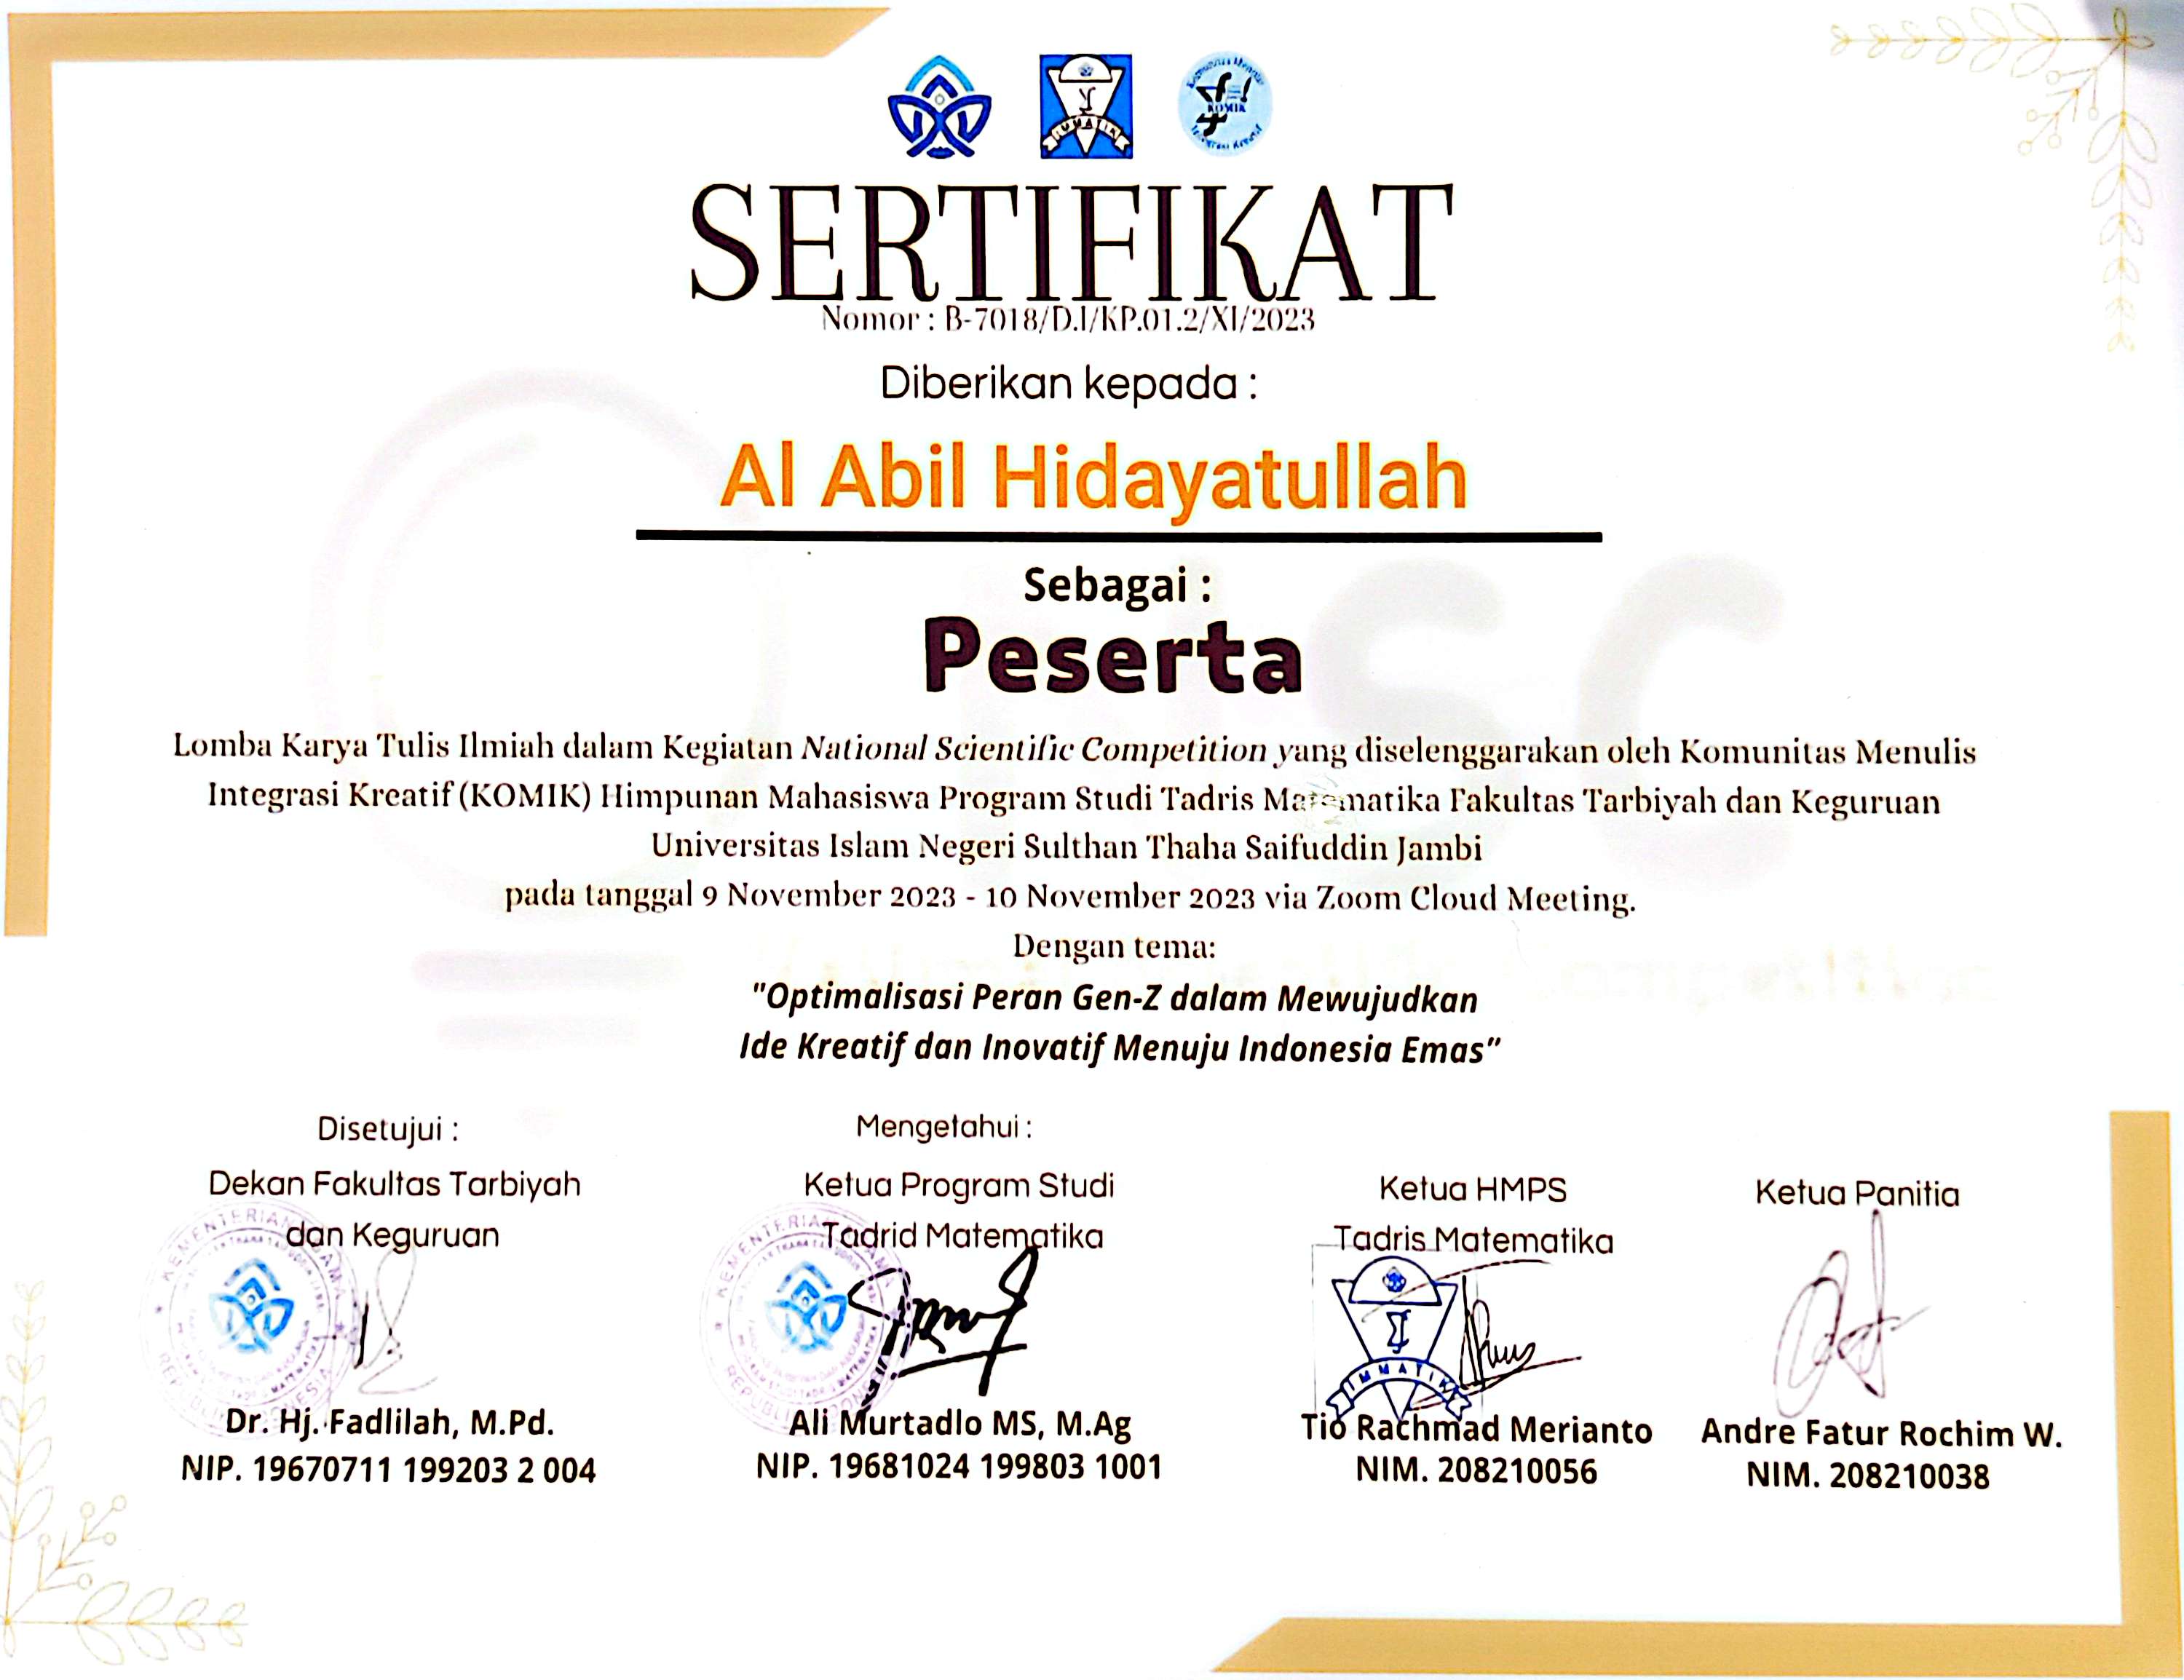 SERTIFIKAT
Nomor : B-7018/D.I/KP.01.2/XI/2023
Diberikan kepada :
Al Abil Hidayatullah
Sebagai :
Peserta
Lomba Karya Tulis Ilmiah dalam Kegiatan National Scientific Competition yang diselenggarakan oleh Komunitas Menulis
Integrasi Kreatif (KOMIK) Himpunan Mahasiswa Program Studi Tadris Matematika Fakultas Tarbiyah dan Keguruan
Universitas Islam Negeri Sulthan Thaha Saifuddin Jambi
pada tanggal 9 November 2023 - 10 November 2023 via Zoom Cloud Meeting.
Dengan tema:
"Optimalisasi Peran Gen-Z dalam Mewujudkan
Ide Kreatif dan Inovatif Menuju Indonesia Emas"
Disetujui :
Dekan Fakultas Tarbiyah
dan Keguruan
Dr. Hj. Fadlilah, M.Pd.
NIP. 19670711 199203 2 004
Mengetahui :
Ketua Program Studi
Tadrid Matematika
Ali Murtadlo MS, M.Ag
NIP. 19681024 199803 1001
Ketua HMPS
Tadris Matematika
IMMATIK
Tio Rachmad Merianto
NIM. 208210056
Ketua Panitia
Andre Fatur Rochim W.
NIM. 208210038